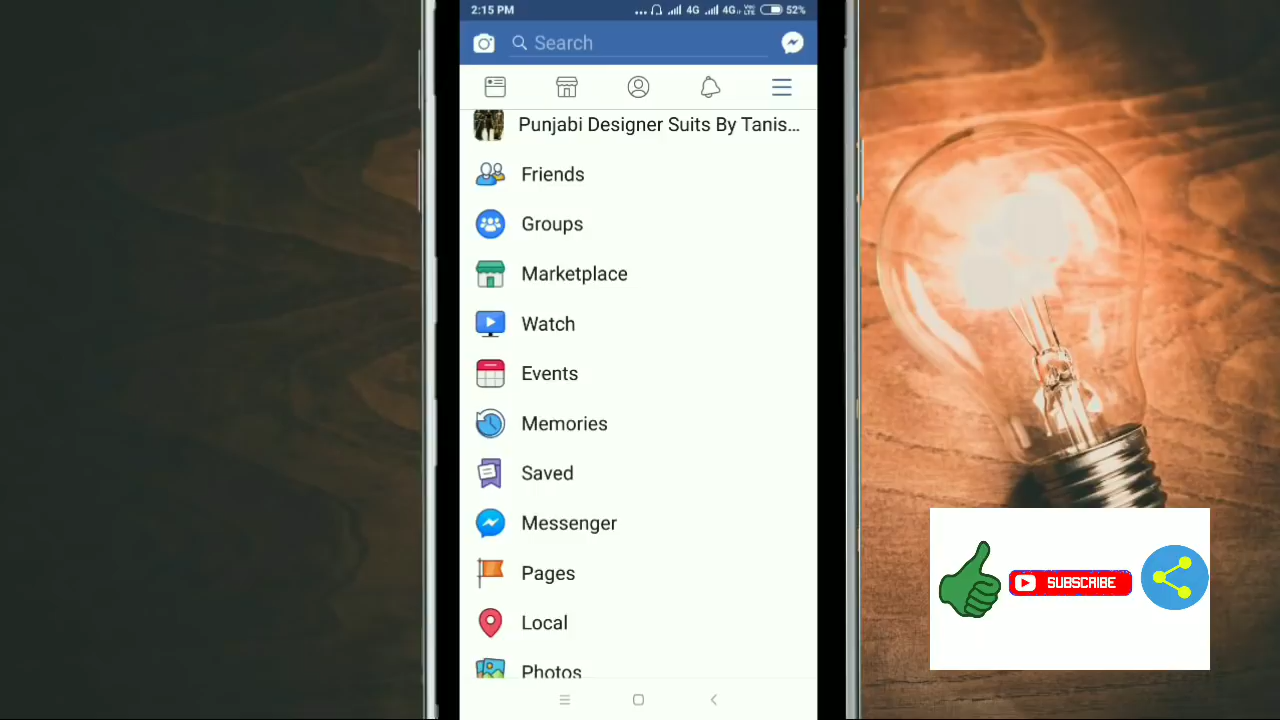 2:15 PM
4G 4G VoLTE 52%
Search
Punjabi Designer Suits By Tanis...
Friends
Groups
Marketplace
Watch
Events
Memories
Saved
Messenger
Pages
Local
Photos
SUBSCRIBE